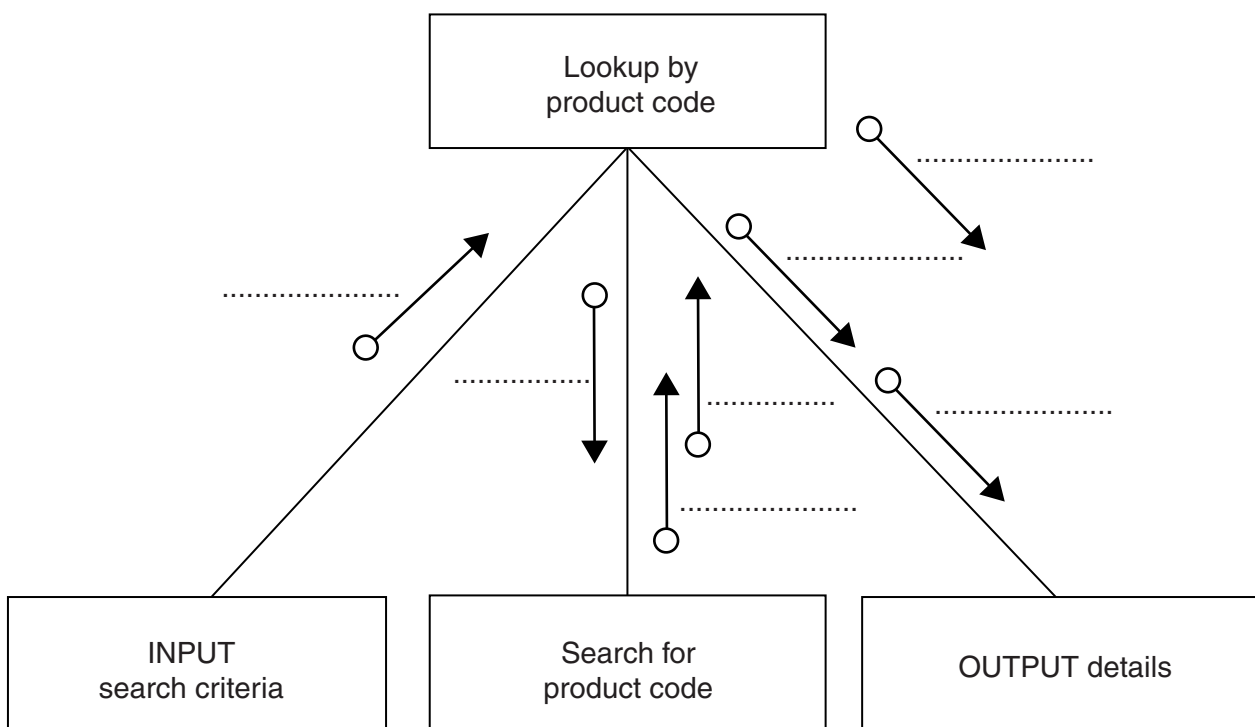 Lookup by
product code
INPUT
search criteria
Search for
product code
OUTPUT details